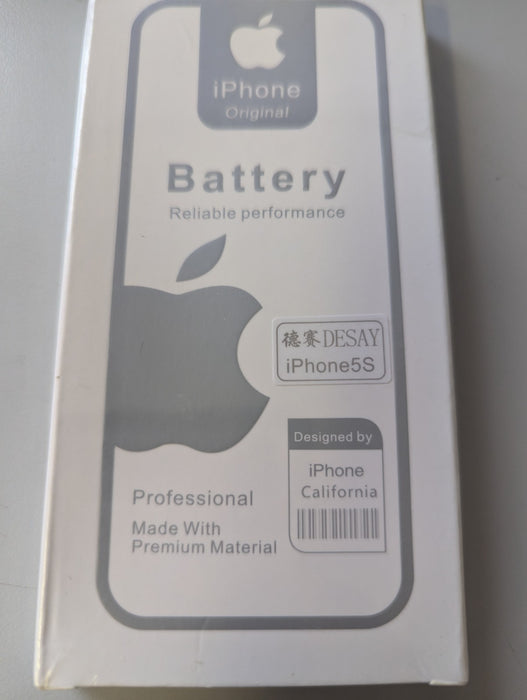 iPhone
Original
Battery
Reliable performance
德赛DESAY
iPhone5S
Designed by
iPhone
California
Professional
Made With
Premium Material